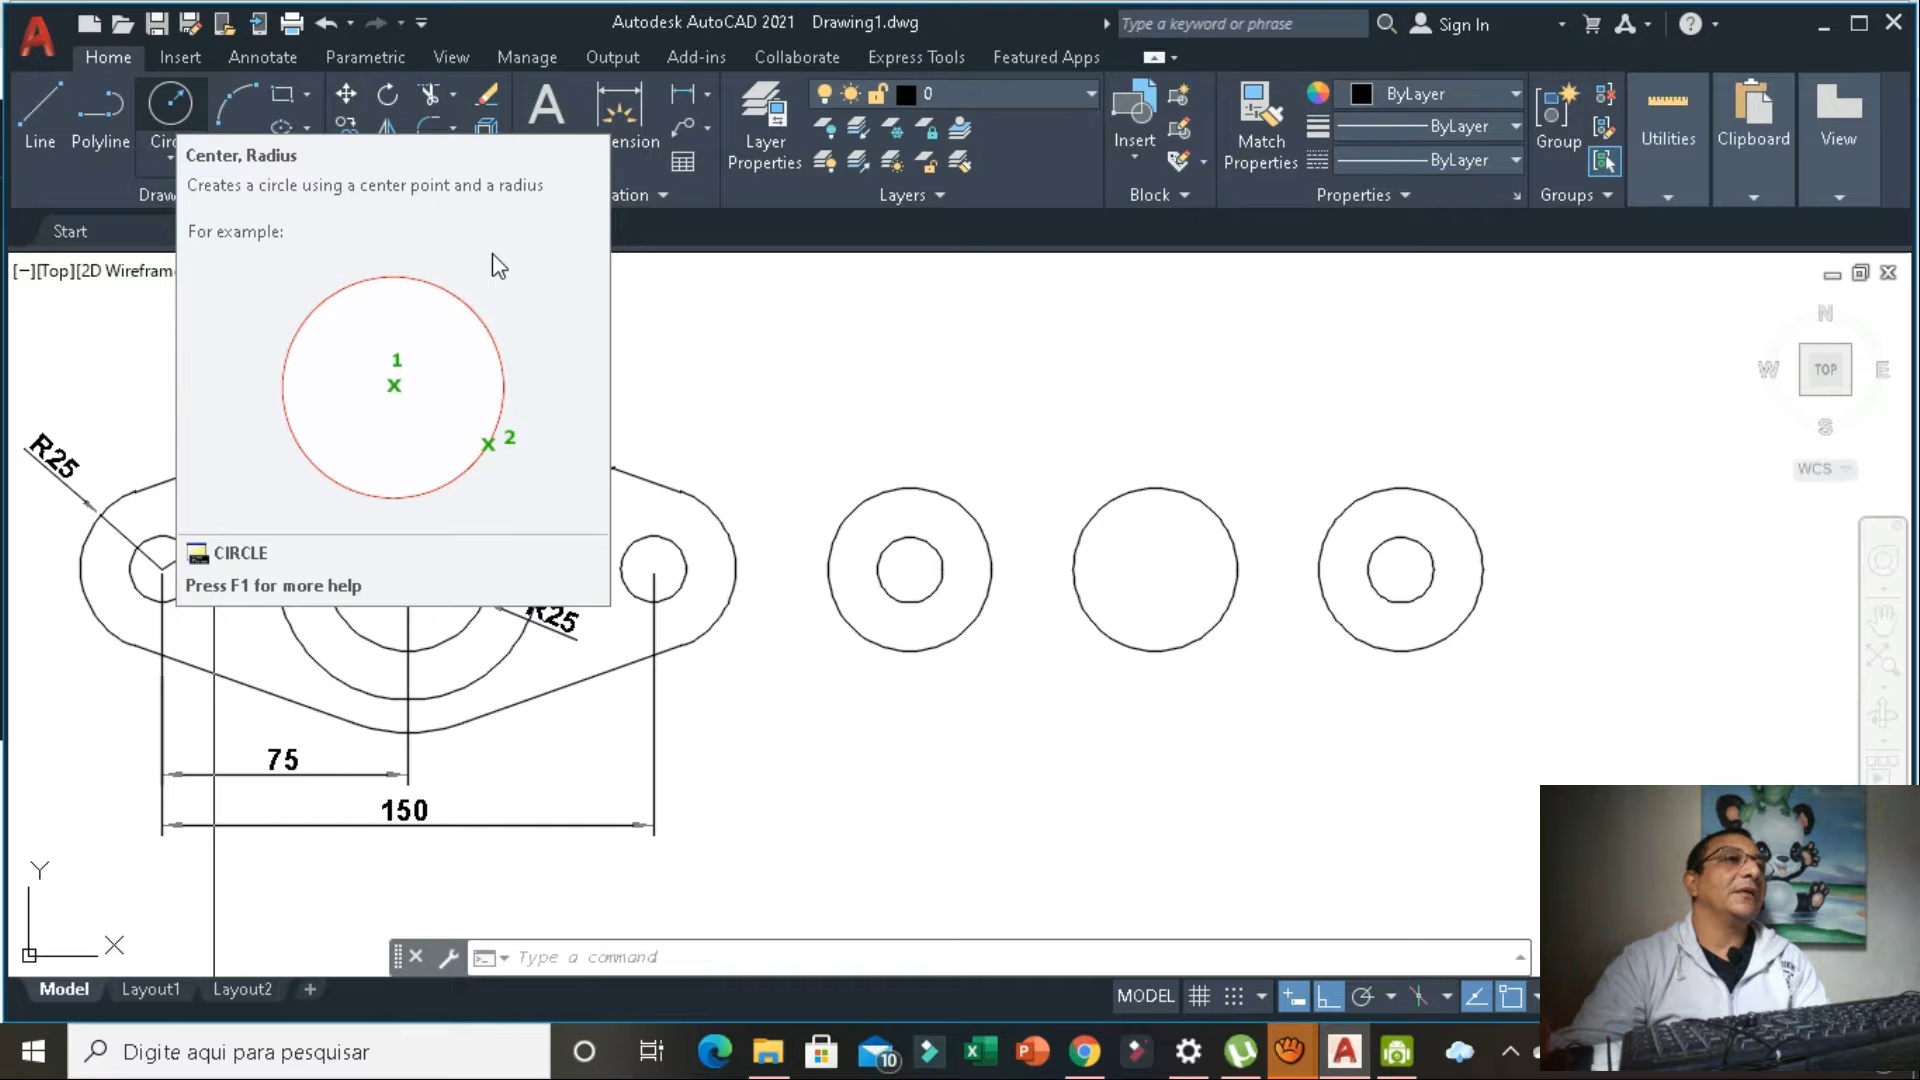 Autodesk AutoCAD 2021 Drawing1.dwg
Type a keyword or phrase
Sign In
Home Insert Annotate Parametric View Manage Output Add-ins Collaborate Express Tools Featured Apps
0
ByLayer
ByLayer
ByLayer
Line Polyline
Layer Properties
Insert
Match Properties
Group
Utilities
Clipboard
View
Layers
Block
Properties
Groups
Start
[−][Top][2D Wirefram
Center, Radius
Creates a circle using a center point and a radius
For example:
1
x
x 2
CIRCLE
Press F1 for more help
N
W TOP E
S
WCS
R25
R25
75
150
Y
X
Type a command
Model Layout1 Layout2 +
MODEL
Digite aqui para pesquisar
10